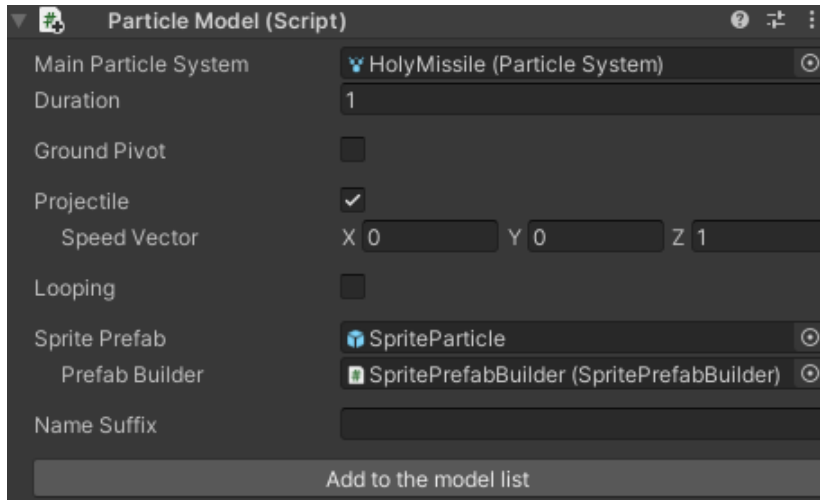 Particle Model (Script)
Main Particle System HolyMissile (Particle System)
Duration 1
Ground Pivot
Projectile
Speed Vector X 0 Y 0 Z 1
Looping
Sprite Prefab SpriteParticle
Prefab Builder SpritePrefabBuilder (SpritePrefabBuilder)
Name Suffix
Add to the model list